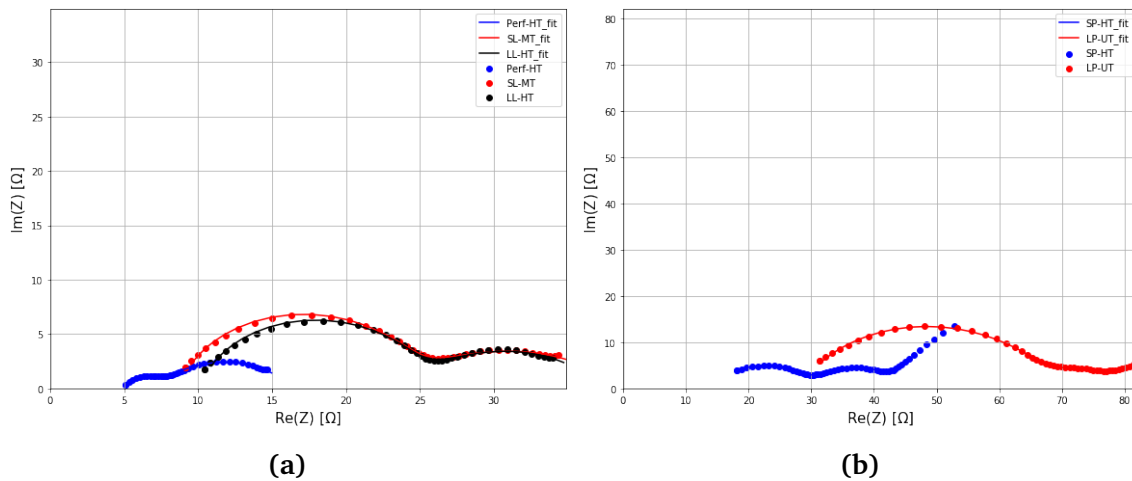 Im(Z) [Ω]
30
25
20
15
10
5
0
0 5 10 15 20 25 30
Re(Z) [Ω]
Perf-HT_fit
SL-MT_fit
LL-HT_fit
Perf-HT
SL-MT
LL-HT
(a)
Im(Z) [Ω]
80
70
60
50
40
30
20
10
0
0 10 20 30 40 50 60 70 80
Re(Z) [Ω]
SP-HT_fit
LP-UT_fit
SP-HT
LP-UT
(b)